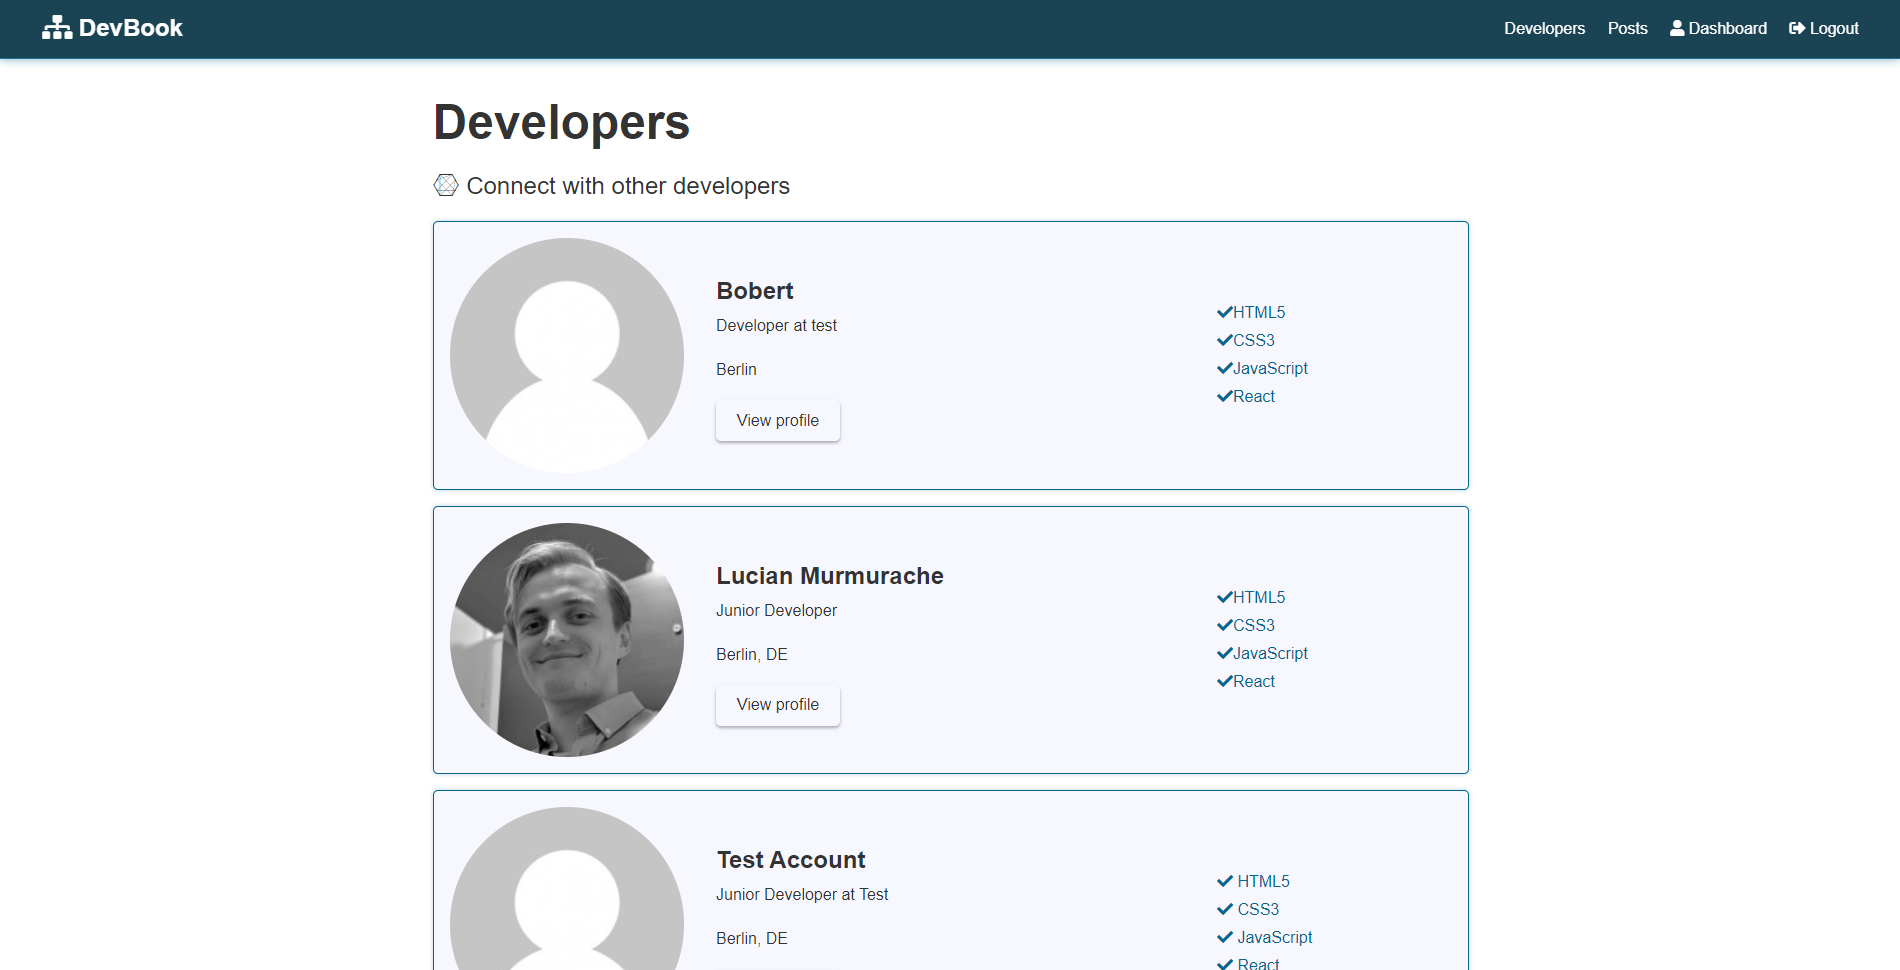 DevBook
Developers Posts Dashboard Logout
Developers
Connect with other developers
Bobert
Developer at test
Berlin
View profile
HTML5
CSS3
JavaScript
React
Lucian Murmurache
Junior Developer
Berlin, DE
View profile
HTML5
CSS3
JavaScript
React
Test Account
Junior Developer at Test
Berlin, DE
HTML5
CSS3
JavaScript
React